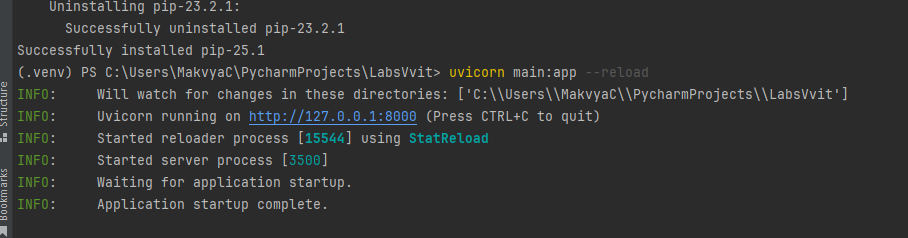 Uninstalling pip-23.2.1:
Successfully uninstalled pip-23.2.1
Successfully installed pip-25.1
(.venv) PS C:\Users\MakvyaC\PycharmProjects\LabsVvit> uvicorn main:app --reload
INFO: Will watch for changes in these directories: ['C:\\Users\\MakvyaC\\PycharmProjects\\LabsVvit']
INFO: Uvicorn running on http://127.0.0.1:8000 (Press CTRL+C to quit)
INFO: Started reloader process [15544] using StatReload
INFO: Started server process [3500]
INFO: Waiting for application startup.
INFO: Application startup complete.
Structure
Bookmarks